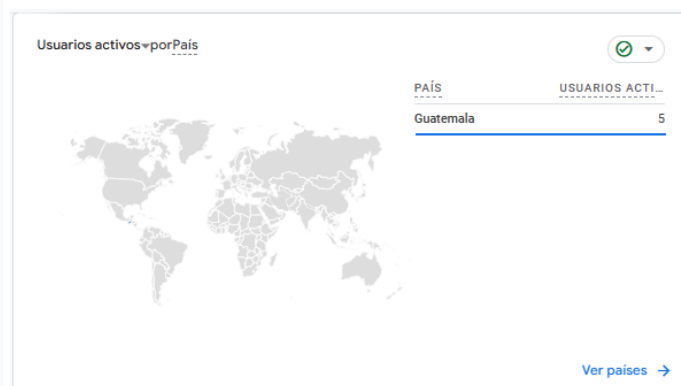 Usuarios activos por País
PAÍS USUARIOS ACTI...
Guatemala 5
Ver países